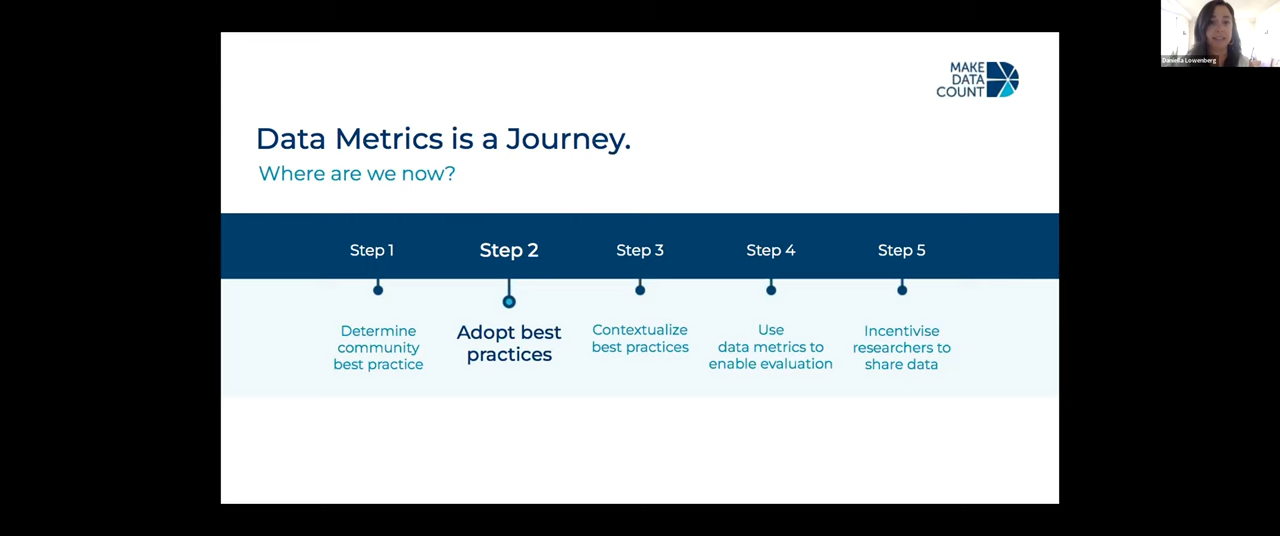 Daniella Lowenberg
MAKE
DATA
COUNT
Data Metrics is a Journey.
Where are we now?
Step 1
Step 2
Step 3
Step 4
Step 5
Determine
community
best practice
Adopt best
practices
Contextualize
best practices
Use
data metrics to
enable evaluation
Incentivise
researchers to
share data